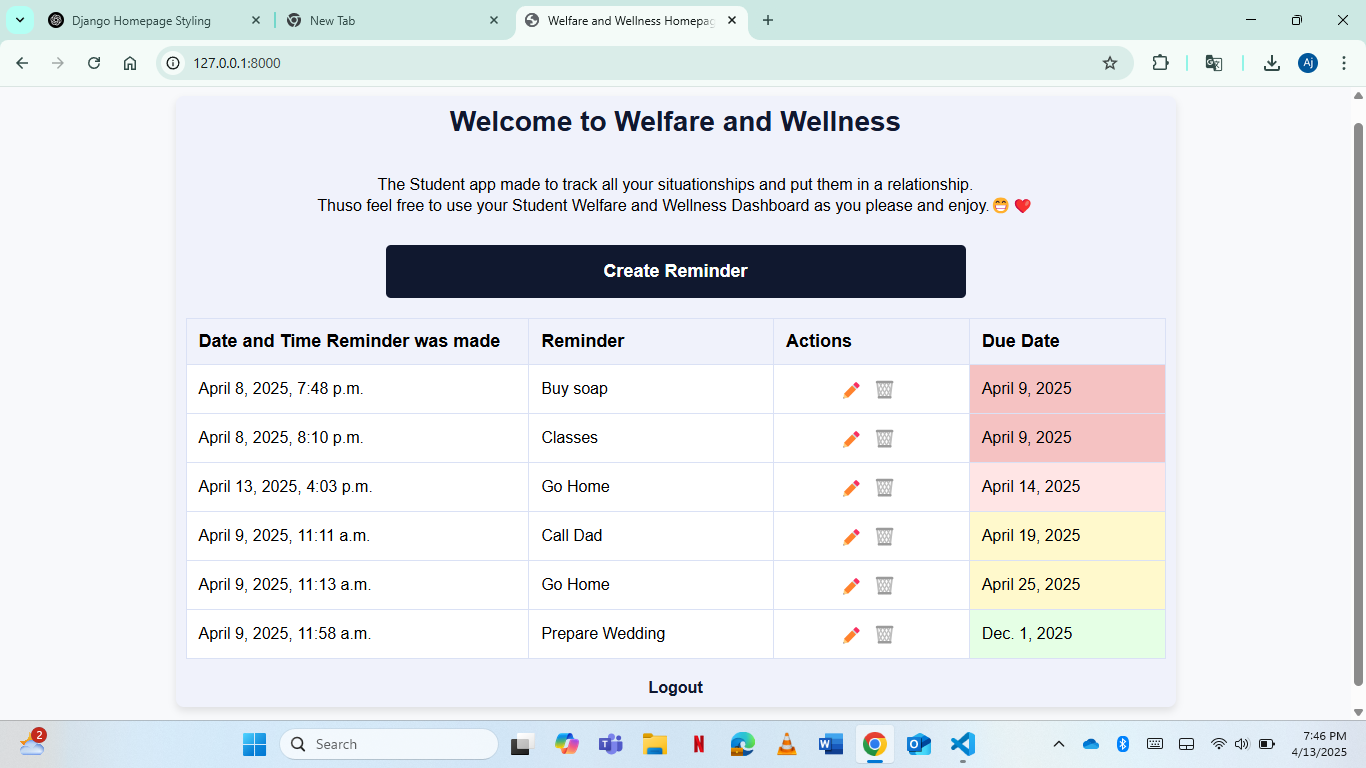 Django Homepage Styling
New Tab
Welfare and Wellness Homepag
127.0.0.1:8000
Aj
Welcome to Welfare and Wellness
The Student app made to track all your situationships and put them in a relationship.
Thuso feel free to use your Student Welfare and Wellness Dashboard as you please and enjoy.😁 ❤️
Create Reminder
Date and Time Reminder was made Reminder Actions Due Date
April 8, 2025, 7:48 p.m. Buy soap April 9, 2025
April 8, 2025, 8:10 p.m. Classes April 9, 2025
April 13, 2025, 4:03 p.m. Go Home April 14, 2025
April 9, 2025, 11:11 a.m. Call Dad April 19, 2025
April 9, 2025, 11:13 a.m. Go Home April 25, 2025
April 9, 2025, 11:58 a.m. Prepare Wedding Dec. 1, 2025
Logout
2
Search
7:46 PM
4/13/2025